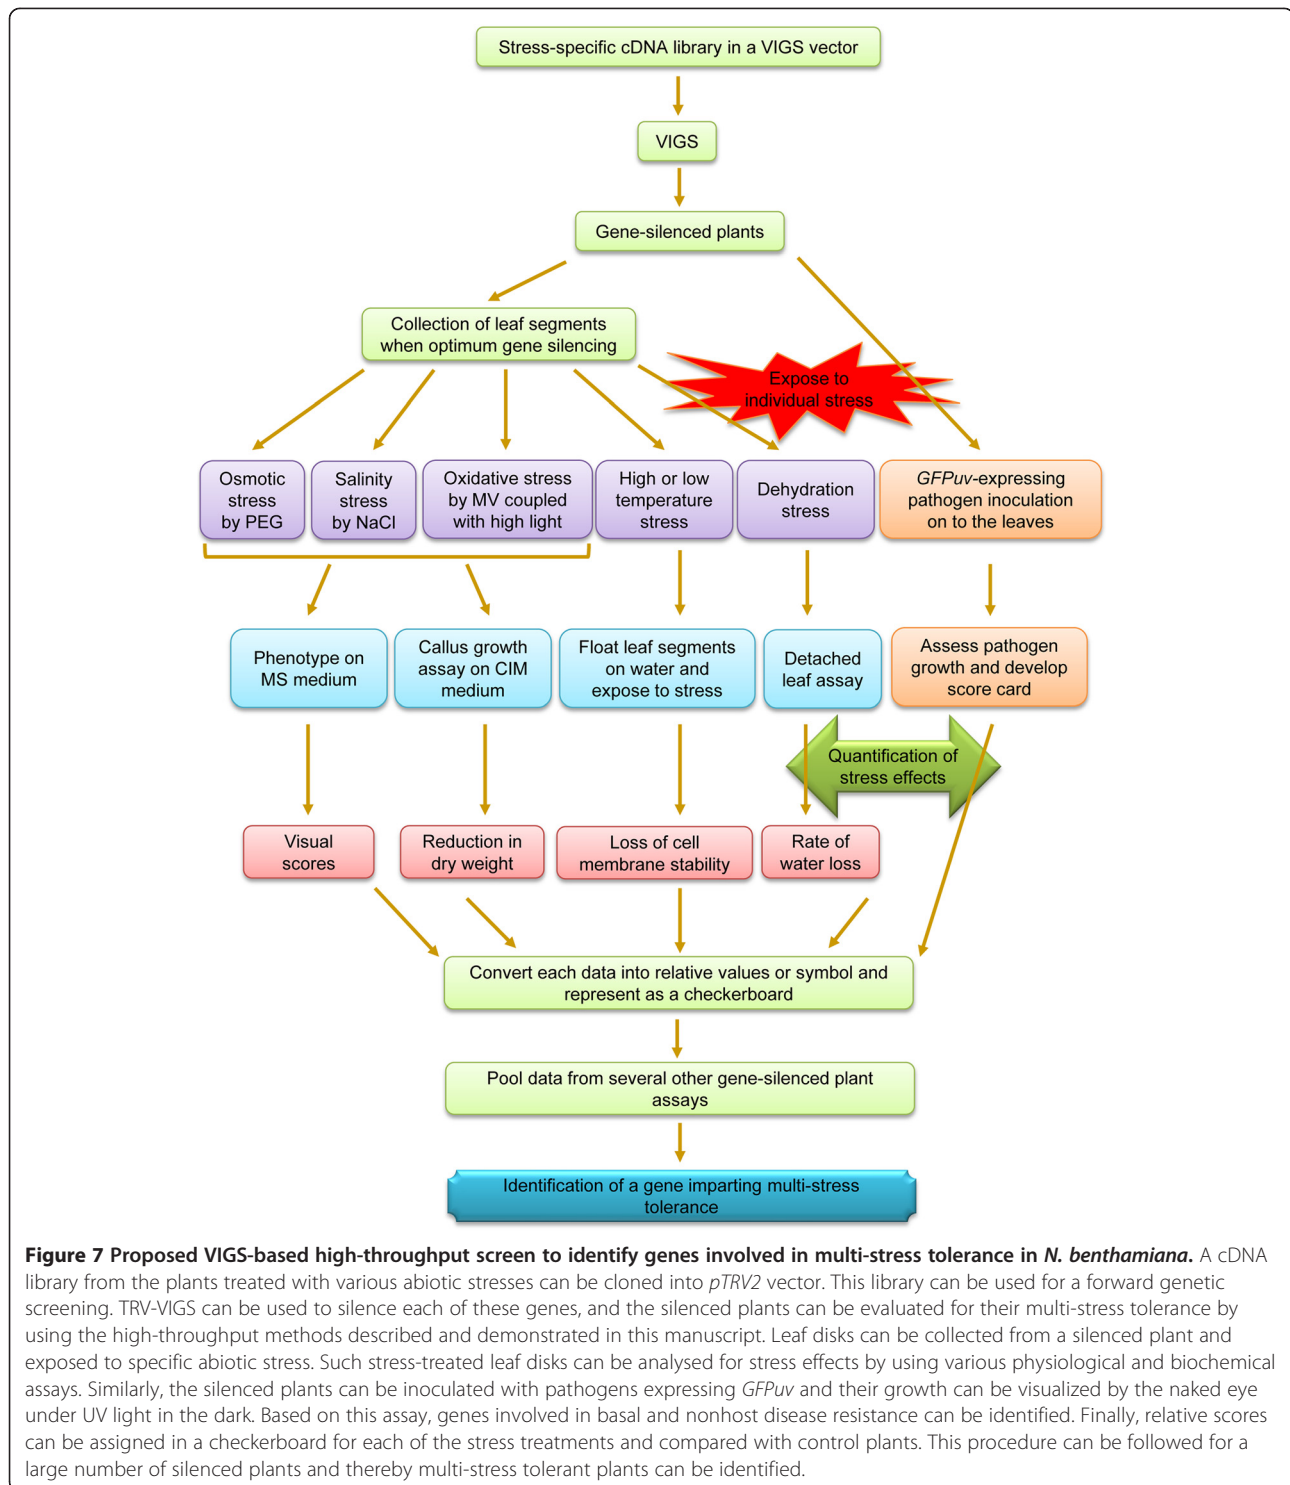 Stress-specific cDNA library in a VIGS vector
VIGS
Gene-silenced plants
Collection of leaf segments
when optimum gene silencing
Expose to
individual stress
Osmotic
stress
by PEG
Salinity
stress
by NaCl
Oxidative stress
by MV coupled
with high light
High or low
temperature
stress
Dehydration
stress
GFPuv-expressing
pathogen inoculation
on to the leaves
Phenotype on
MS medium
Callus growth
assay on CIM
medium
Float leaf segments
on water and
expose to stress
Detached
leaf assay
Assess pathogen
growth and develop
score card
Quantification of
stress effects
Visual
scores
Reduction in
dry weight
Loss of cell
membrane stability
Rate of
water loss
Convert each data into relative values or symbol and
represent as a checkerboard
Pool data from several other gene-silenced plant
assays
Identification of a gene imparting multi-stress
tolerance
Figure 7 Proposed VIGS-based high-throughput screen to identify genes involved in multi-stress tolerance in N. benthamiana. A cDNA
library from the plants treated with various abiotic stresses can be cloned into pTRV2 vector. This library can be used for a forward genetic
screening. TRV-VIGS can be used to silence each of these genes, and the silenced plants can be evaluated for their multi-stress tolerance by
using the high-throughput methods described and demonstrated in this manuscript. Leaf disks can be collected from a silenced plant and
exposed to specific abiotic stress. Such stress-treated leaf disks can be analysed for stress effects by using various physiological and biochemical
assays. Similarly, the silenced plants can be inoculated with pathogens expressing GFPuv and their growth can be visualized by the naked eye
under UV light in the dark. Based on this assay, genes involved in basal and nonhost disease resistance can be identified. Finally, relative scores
can be assigned in a checkerboard for each of the stress treatments and compared with control plants. This procedure can be followed for a
large number of silenced plants and thereby multi-stress tolerant plants can be identified.